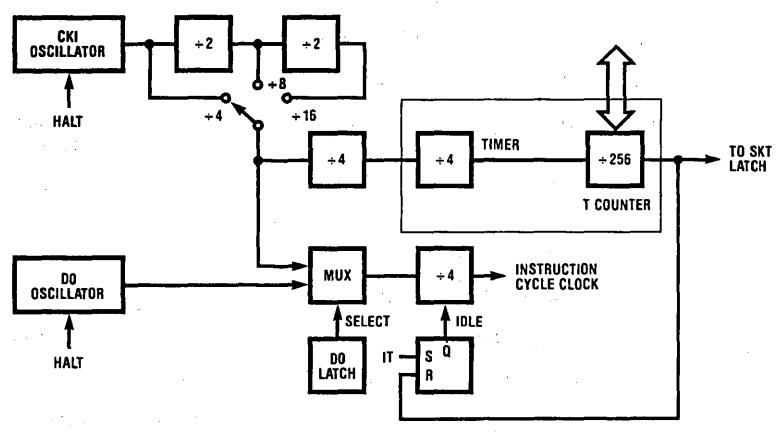 CKI
OSCILLATOR
÷2
÷2
HALT
÷4
÷8
÷16
÷4
÷4
TIMER
÷256
T COUNTER
TO SKT
LATCH
DO
OSCILLATOR
HALT
MUX
÷4
INSTRUCTION
CYCLE CLOCK
SELECT
IDLE
DO
LATCH
IT
S
Q
R